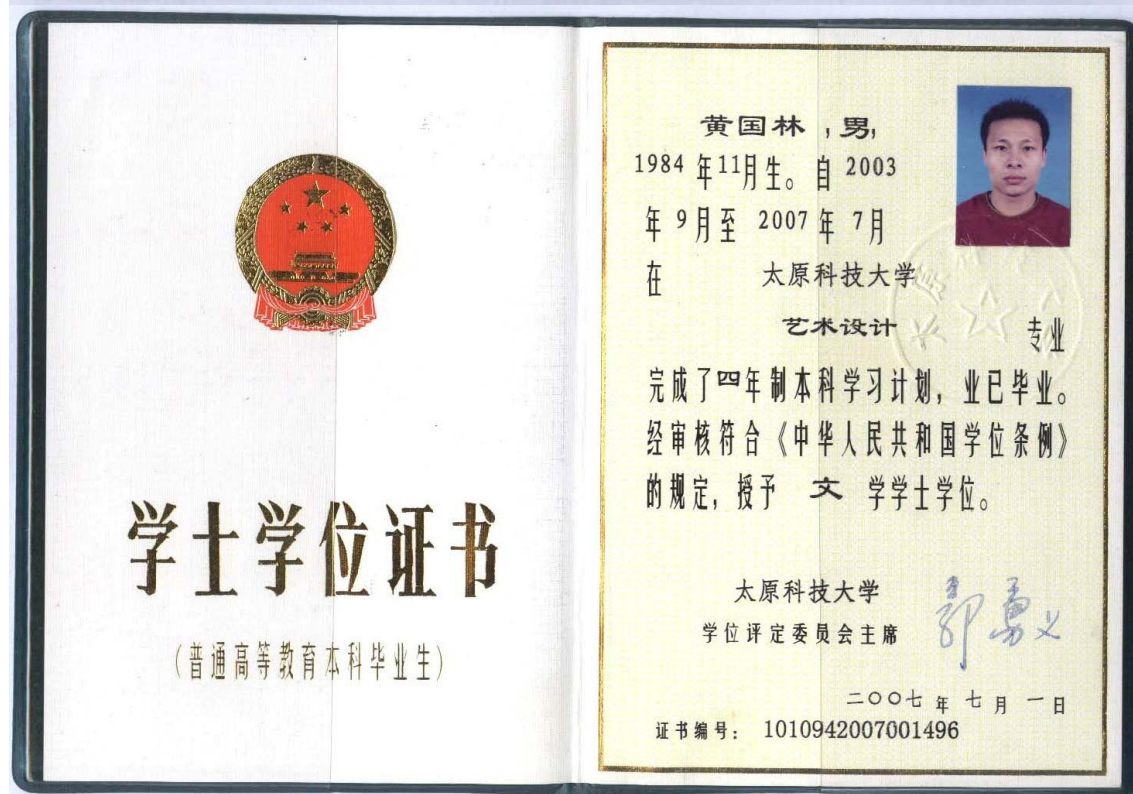 学士学位证书
(普通高等教育本科毕业生)
黄国林,男,
1984年11月生。自2003
年9月至2007年7月
在 太原科技大学
艺术设计 专业
完成了四年制本科学习计划,业已毕业。
经审核符合《中华人民共和国学位条例》
的规定,授予 文 学学士学位。
太原科技大学
学位评定委员会主席 郭勇义
二〇〇七年七月一日
证书编号: 1010942007001496